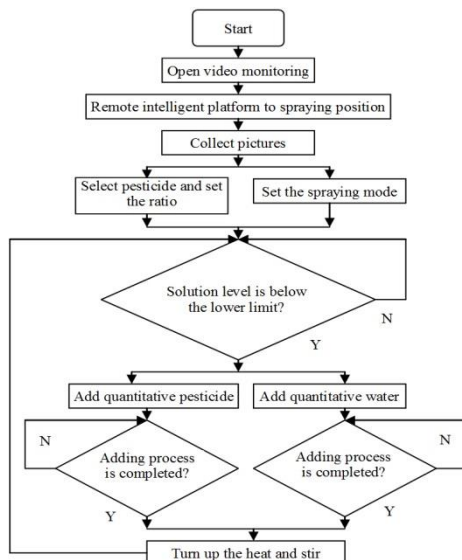 Start
Open video monitoring
Remote intelligent platform to spraying position
Collect pictures
Select pesticide and set
the ratio
Set the spraying mode
Solution level is below
the lower limit?
N
Y
Add quantitative pesticide
Add quantitative water
N
N
Adding process
is completed?
Adding process
is completed?
Y
Y
Turn up the heat and stir